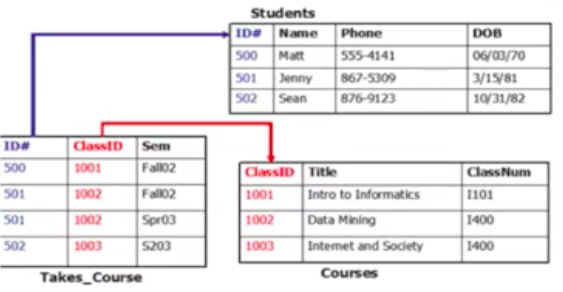 Students
ID# Name Phone DOB
500 Matt 555-4141 06/03/70
501 Jenny 867-5309 3/15/81
502 Sean 876-9123 10/31/82
ID# ClassID Sem
500 1001 Fall02
501 1002 Fall02
501 1002 Spr03
502 1003 S203
Takes_Course
ClassID Title ClassNum
1001 Intro to Informatics I101
1002 Data Mining I400
1003 Internet and Society I400
Courses